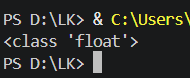 PS D:\LK> & C:\Users\
<class 'float'>
PS D:\LK>